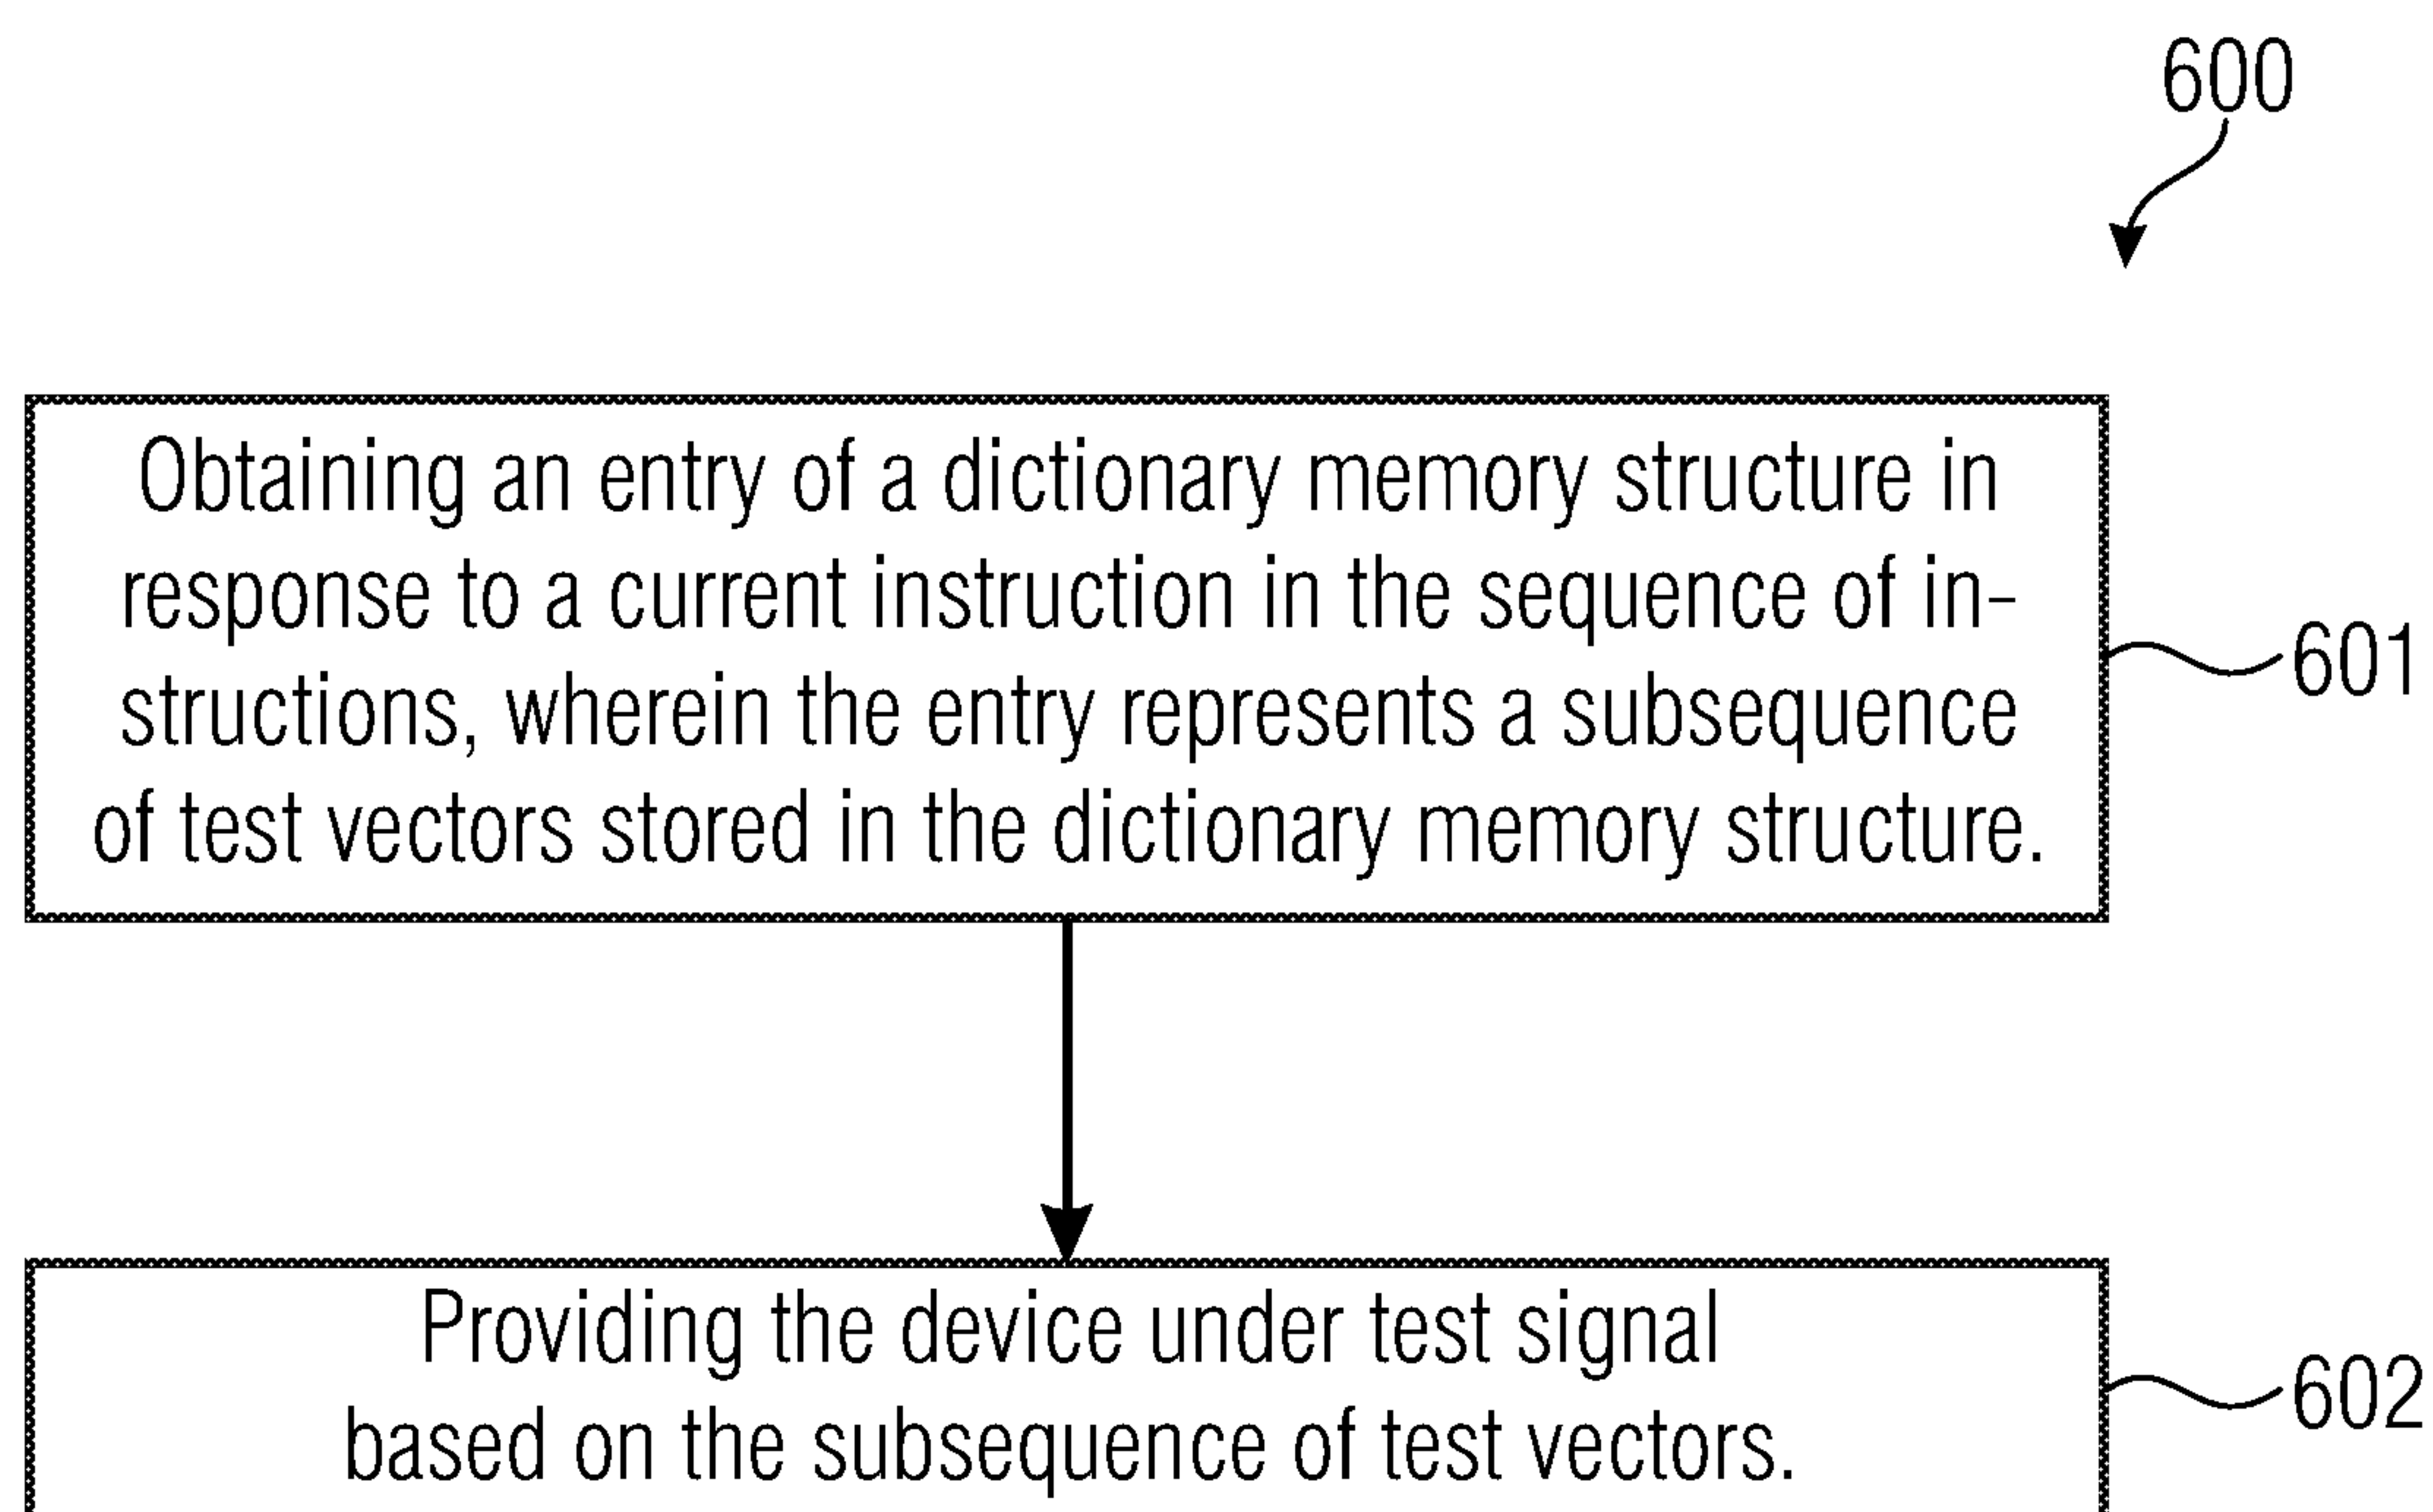 600
Obtaining an entry of a dictionary memory structure in
response to a current instruction in the sequence of in-
structions, wherein the entry represents a subsequence
of test vectors stored in the dictionary memory structure.
601
Providing the device under test signal
based on the subsequence of test vectors.
602